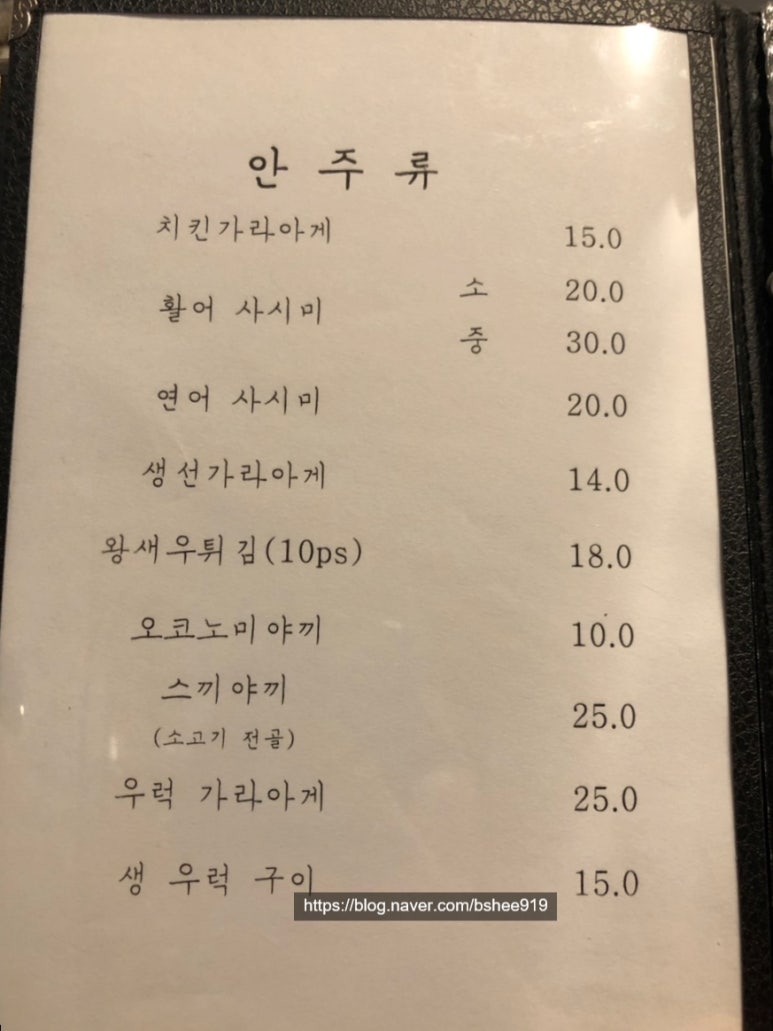 안 주 류
치킨가라아게 15.0
활어 사시미 소 20.0
중 30.0
연어 사시미 20.0
생선가라아게 14.0
왕새우튀김(10ps) 18.0
오코노미야끼 10.0
스끼야끼 25.0
(소고기 전골)
우럭 가라아게 25.0
생 우럭 구이 15.0
https://blog.naver.com/bshee919